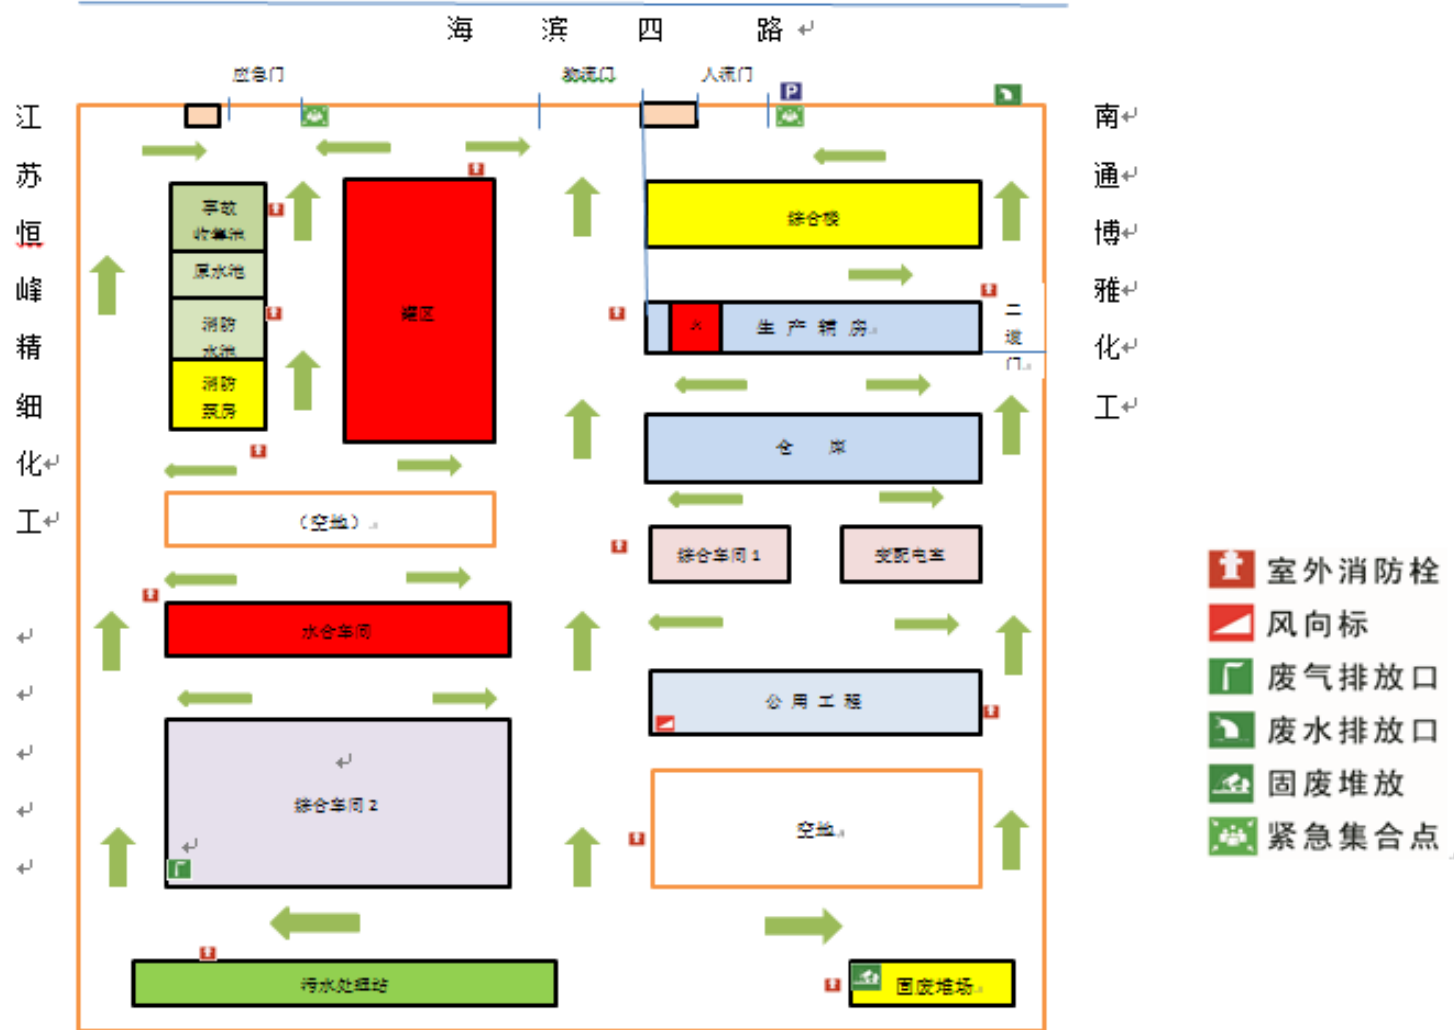 海 滨 四 路
应急门
物流门
人流门
P
江
苏
恒
峰
精
细
化
工
南
通
博
雅
化
工
事故
收集池
原水池
消防
水池
消防
泵房
罐区
综合楼
生 产 辅 房
二
道
门
仓 库
（空地）
综合车间 1
变配电室
水合车间
公 用 工 程
综合车间 2
空地
污水处理站
固废堆场
室外消防栓
风向标
废气排放口
废水排放口
固废堆放
紧急集合点